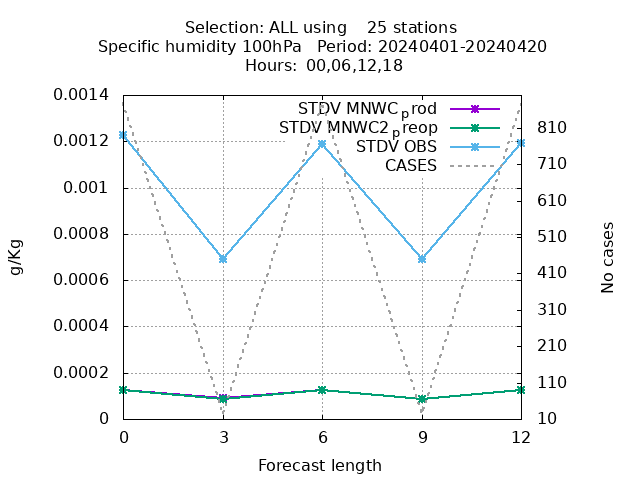 Selection: ALL using    25 stations
Specific humidity 100hPa   Period: 20240401-20240420
Hours:  00,06,12,18
STDV MNWC_prod
STDV MNWC2_preop
STDV OBS
CASES
0.0014
0.0012
0.001
0.0008
0.0006
0.0004
0.0002
0
g/Kg
810
710
610
510
410
310
210
110
10
No cases
0 3 6 9 12
Forecast length